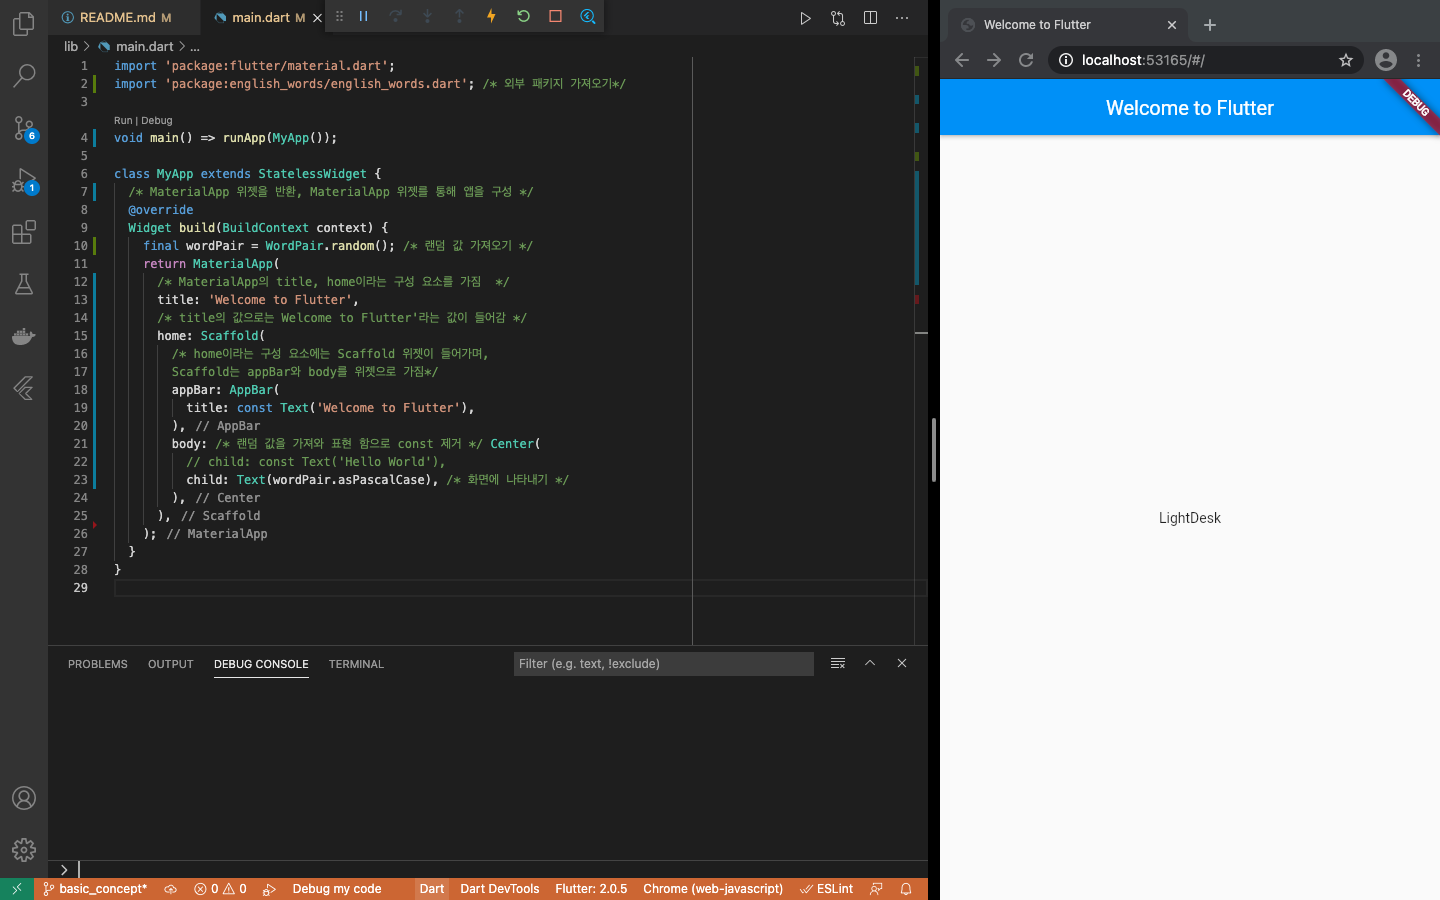 README.md M
main.dart M
lib > main.dart > ...
1 import 'package:flutter/material.dart';
2 import 'package:english_words/english_words.dart'; /* 외부 패키지 가져오기*/
3
Run | Debug
4 void main() => runApp(MyApp());
5
6 class MyApp extends StatelessWidget {
7 /* MaterialApp 위젯을 반환, MaterialApp 위젯를 통해 앱을 구성 */
8 @override
9 Widget build(BuildContext context) {
10 final wordPair = WordPair.random(); /* 랜덤 값 가져오기 */
11 return MaterialApp(
12 /* MaterialApp의 title, home이라는 구성 요소를 가짐  */
13 title: 'Welcome to Flutter',
14 /* title의 값으로는 Welcome to Flutter'라는 값이 들어감 */
15 home: Scaffold(
16 /* home이라는 구성 요소에는 Scaffold 위젯이 들어가며,
17 Scaffold는 appBar와 body를 위젯으로 가짐*/
18 appBar: AppBar(
19 title: const Text('Welcome to Flutter'),
20 ), // AppBar
21 body: /* 랜덤 값을 가져와 표현 함으로 const 제거 */ Center(
22 // child: const Text('Hello World'),
23 child: Text(wordPair.asPascalCase), /* 화면에 나타내기 */
24 ), // Center
25 ), // Scaffold
26 ); // MaterialApp
27 }
28 }
29
6
1
PROBLEMS OUTPUT DEBUG CONSOLE TERMINAL Filter (e.g. text, !exclude)
basic_concept* 0 0 Debug my code Dart Dart DevTools Flutter: 2.0.5 Chrome (web-javascript) ESLint
Welcome to Flutter
localhost:53165/#/
Welcome to Flutter
DEBUG
LightDesk